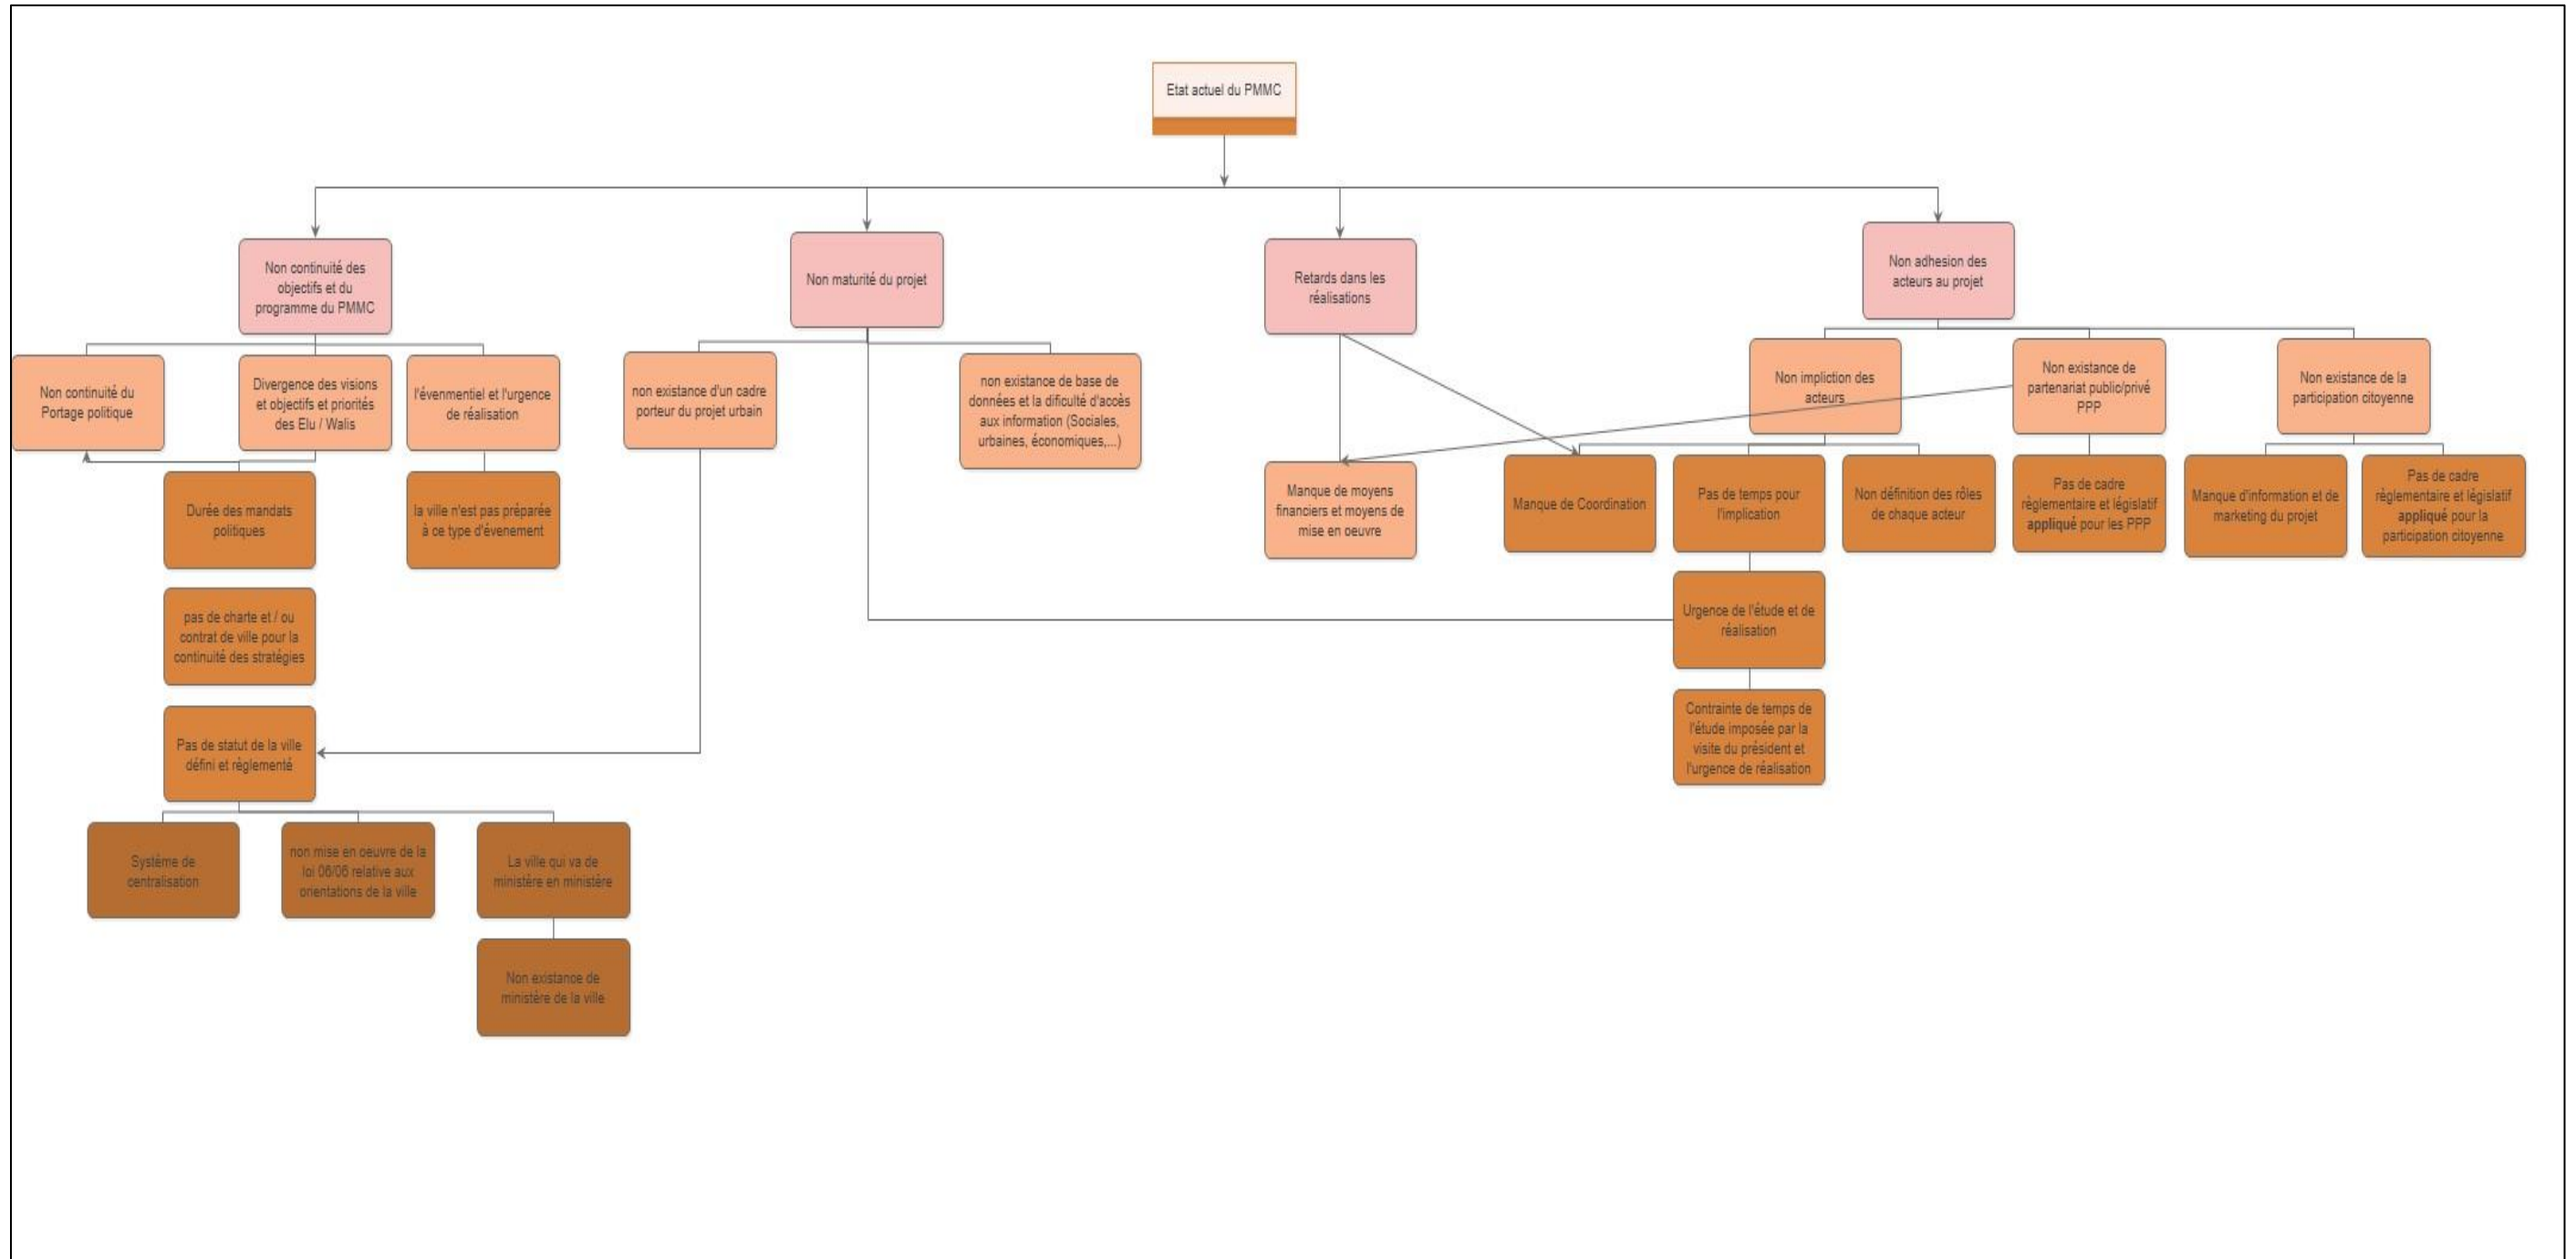 Etat actuel du PMMC
Non continuité des
objectifs et du
programme du PMMC
Non maturité du projet
Retards dans les
réalisations
Non adhesion des
acteurs au projet
Non continuité du
Portage politique
Divergence des visions
et objectifs et priorités
des Elu / Walis
l'évenmentiel et l'urgence
de réalisation
non existance d'un cadre
porteur du projet urbain
non existance de base de
données et la dificulté d'accès
aux information (Sociales,
urbaines, économiques,...)
Non impliction des
acteurs
Non existance de
partenariat public/privé
PPP
Non existance de la
participation citoyenne
Durée des mandats
politiques
la ville n'est pas préparée
à ce type d'évenement
Manque de moyens
financiers et moyens de
mise en oeuvre
Manque de Coordination
Pas de temps pour
l'implication
Non définition des rôles
de chaque acteur
Pas de cadre
règlementaire et législatif
appliqué pour les PPP
Manque d'information et de
marketing du projet
Pas de cadre
règlementaire et législatif
appliqué pour la
participation citoyenne
pas de charte et / ou
contrat de ville pour la
continuité des stratégies
Urgence de l'étude et de
réalisation
Pas de statut de la ville
défini et règlementé
Contrainte de temps de
l'étude imposée par la
visite du président et
l'urgence de réalisation
Système de
centralisation
non mise en oeuvre de la
loi 06/06 relative aux
orientations de la ville
La ville qui va de
ministère en ministère
Non existance de
ministère de la ville